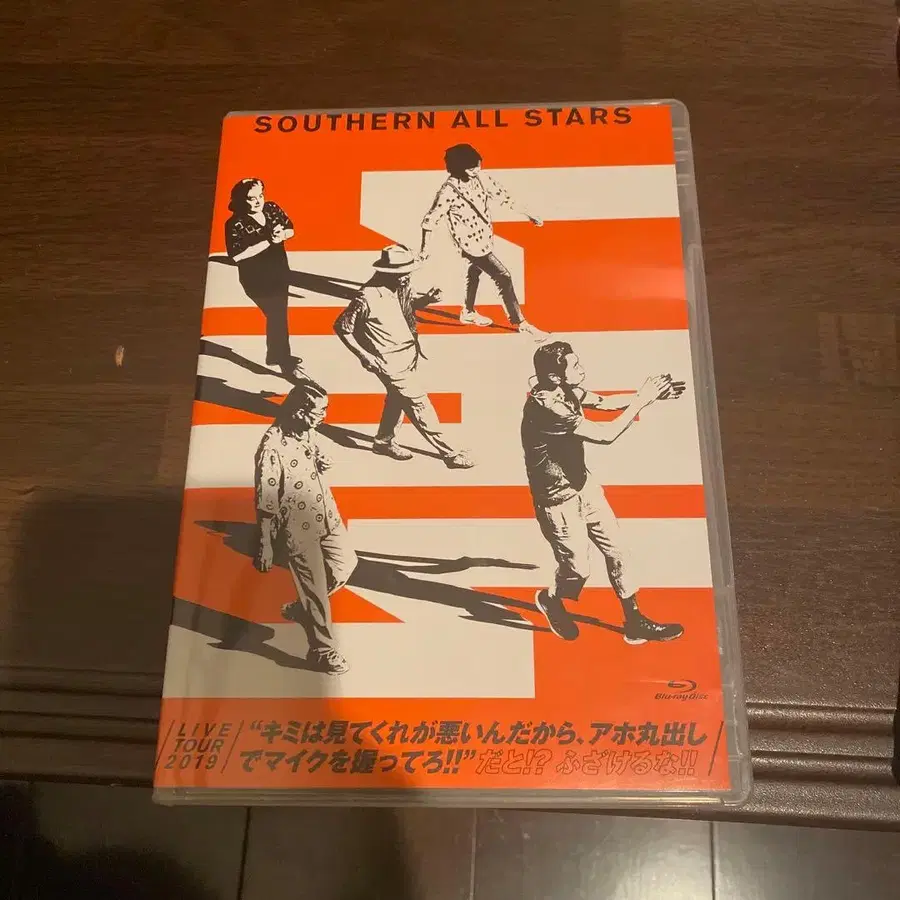 SOUTHERN ALL STARS
Blu-ray Disc
LIVE
TOUR
2019
“キミは見てくれが悪いんだから、アホ丸出し
でマイクを握ってろ!!”だと!? ふざけるな!!